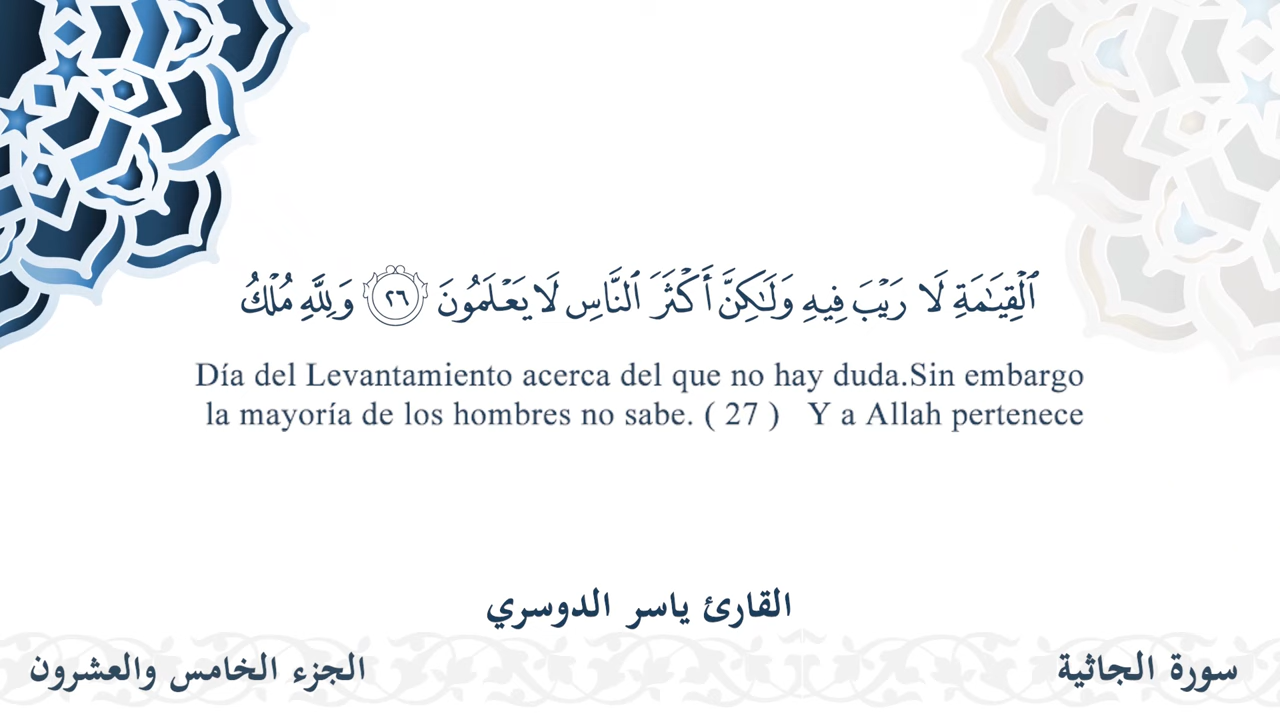 ٱلۡقِيَٰمَةِ لَا رَيۡبَ فِيهِ وَلَٰكِنَّ أَكۡثَرَ ٱلنَّاسِ لَا يَعۡلَمُونَ ٢٦ وَلِلَّهِ مُلۡكُ
Día del Levantamiento acerca del que no hay duda.Sin embargo
la mayoría de los hombres no sabe. ( 27 ) Y a Allah pertenece
القارئ ياسر الدوسري
سورة الجاثية
الجزء الخامس والعشرون